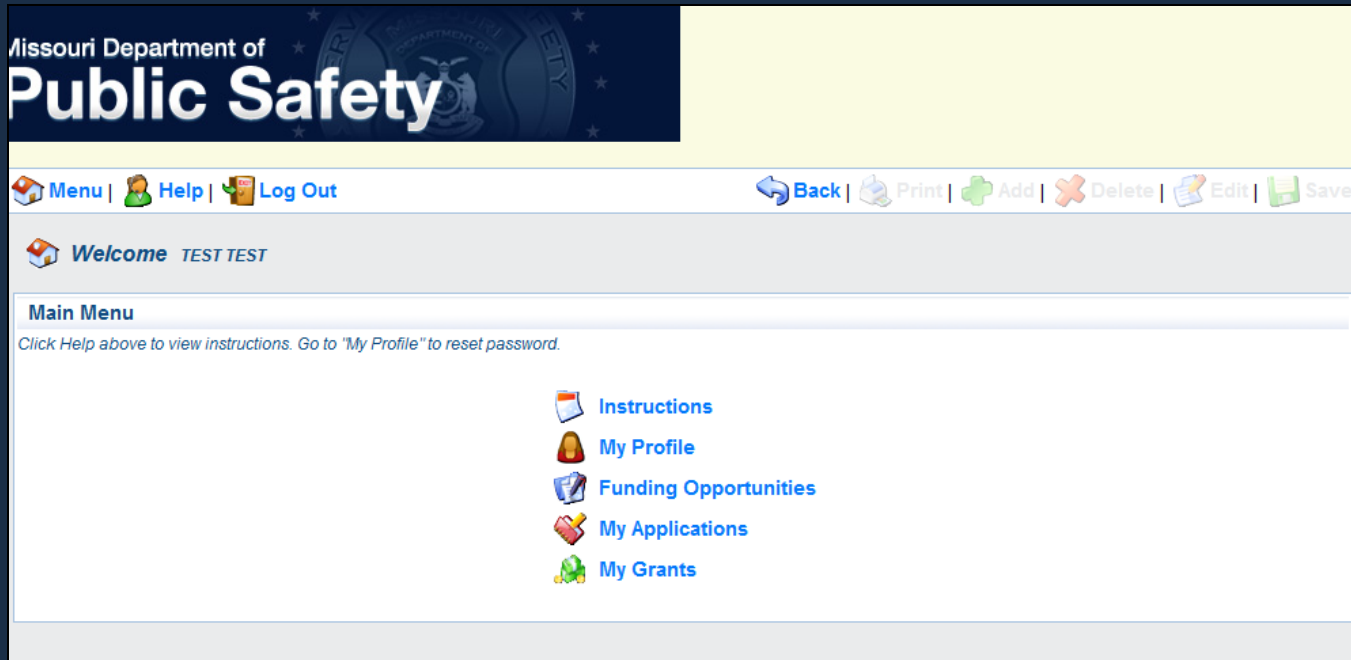 Missouri Department of
Public Safety
Menu | Help | Log Out
Back | Print | Add | Delete | Edit | Save
Welcome TEST TEST
Main Menu
Click Help above to view instructions. Go to "My Profile" to reset password.
Instructions
My Profile
Funding Opportunities
My Applications
My Grants